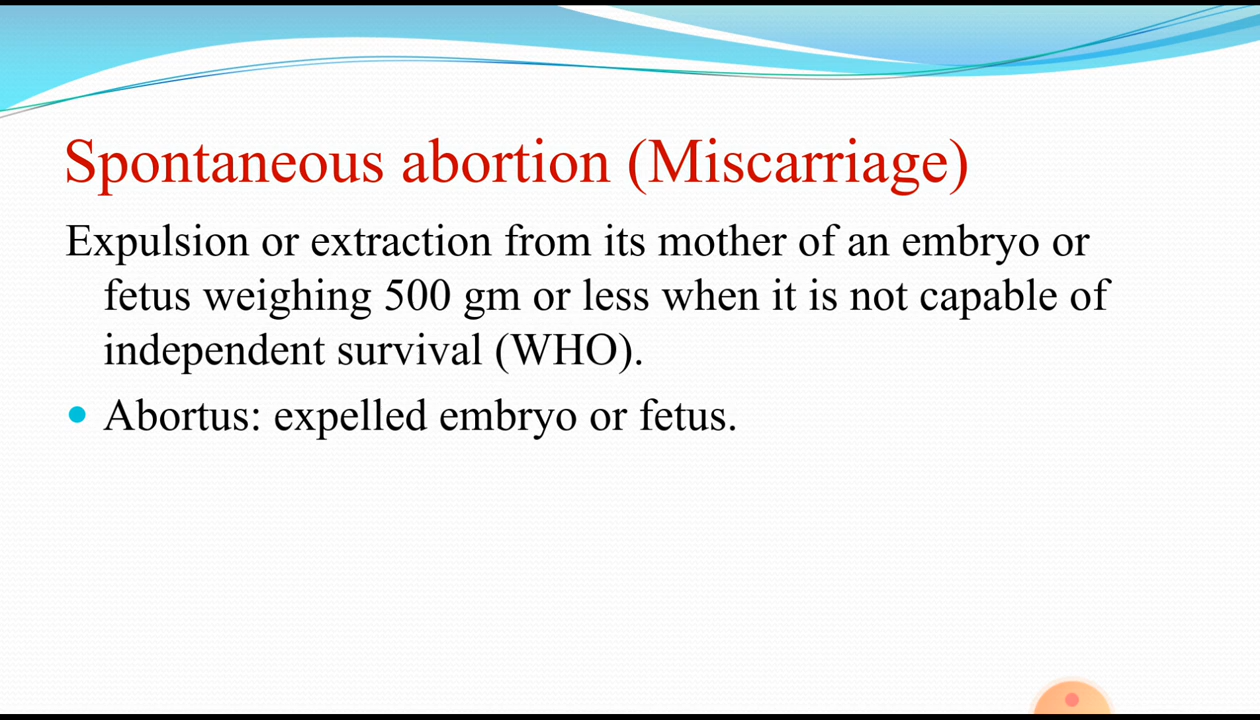 Spontaneous abortion (Miscarriage)
Expulsion or extraction from its mother of an embryo or
fetus weighing 500 gm or less when it is not capable of
independent survival (WHO).
Abortus: expelled embryo or fetus.